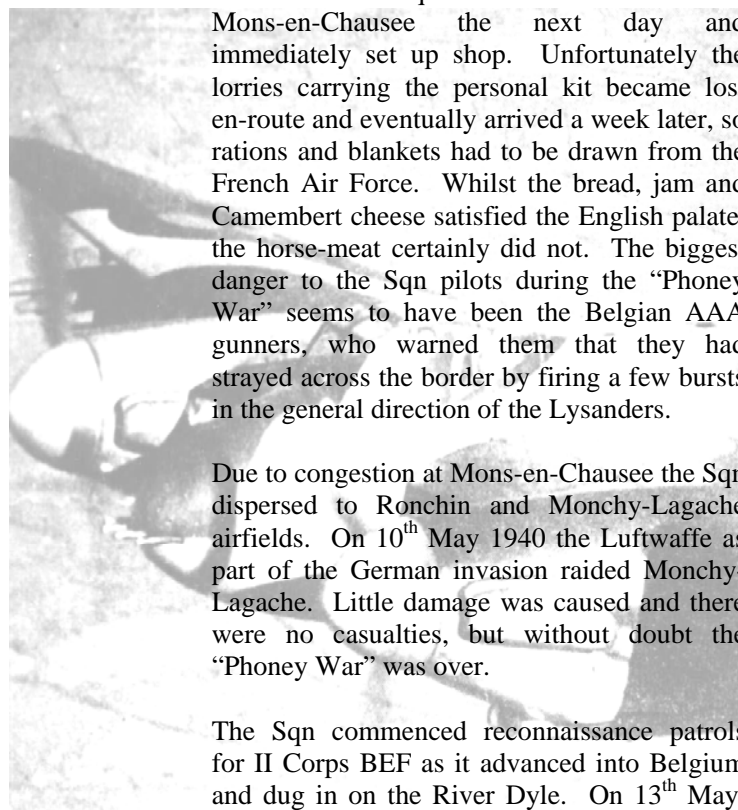 Mons-en-Chausee the next day and
immediately set up shop. Unfortunately the
lorries carrying the personal kit became los
en-route and eventually arrived a week later, so
rations and blankets had to be drawn from the
French Air Force. Whilst the bread, jam and
Camembert cheese satisfied the English palate
the horse-meat certainly did not. The bigges
danger to the Sqn pilots during the “Phoney
War” seems to have been the Belgian AAA
gunners, who warned them that they had
strayed across the border by firing a few bursts
in the general direction of the Lysanders.

Due to congestion at Mons-en-Chausee the Sqn
dispersed to Ronchin and Monchy-Lagache
airfields. On 10th May 1940 the Luftwaffe as
part of the German invasion raided Monchy-
Lagache. Little damage was caused and there
were no casualties, but without doubt the
“Phoney War” was over.

The Sqn commenced reconnaissance patrols
for II Corps BEF as it advanced into Belgium
and dug in on the River Dyle. On 13th May